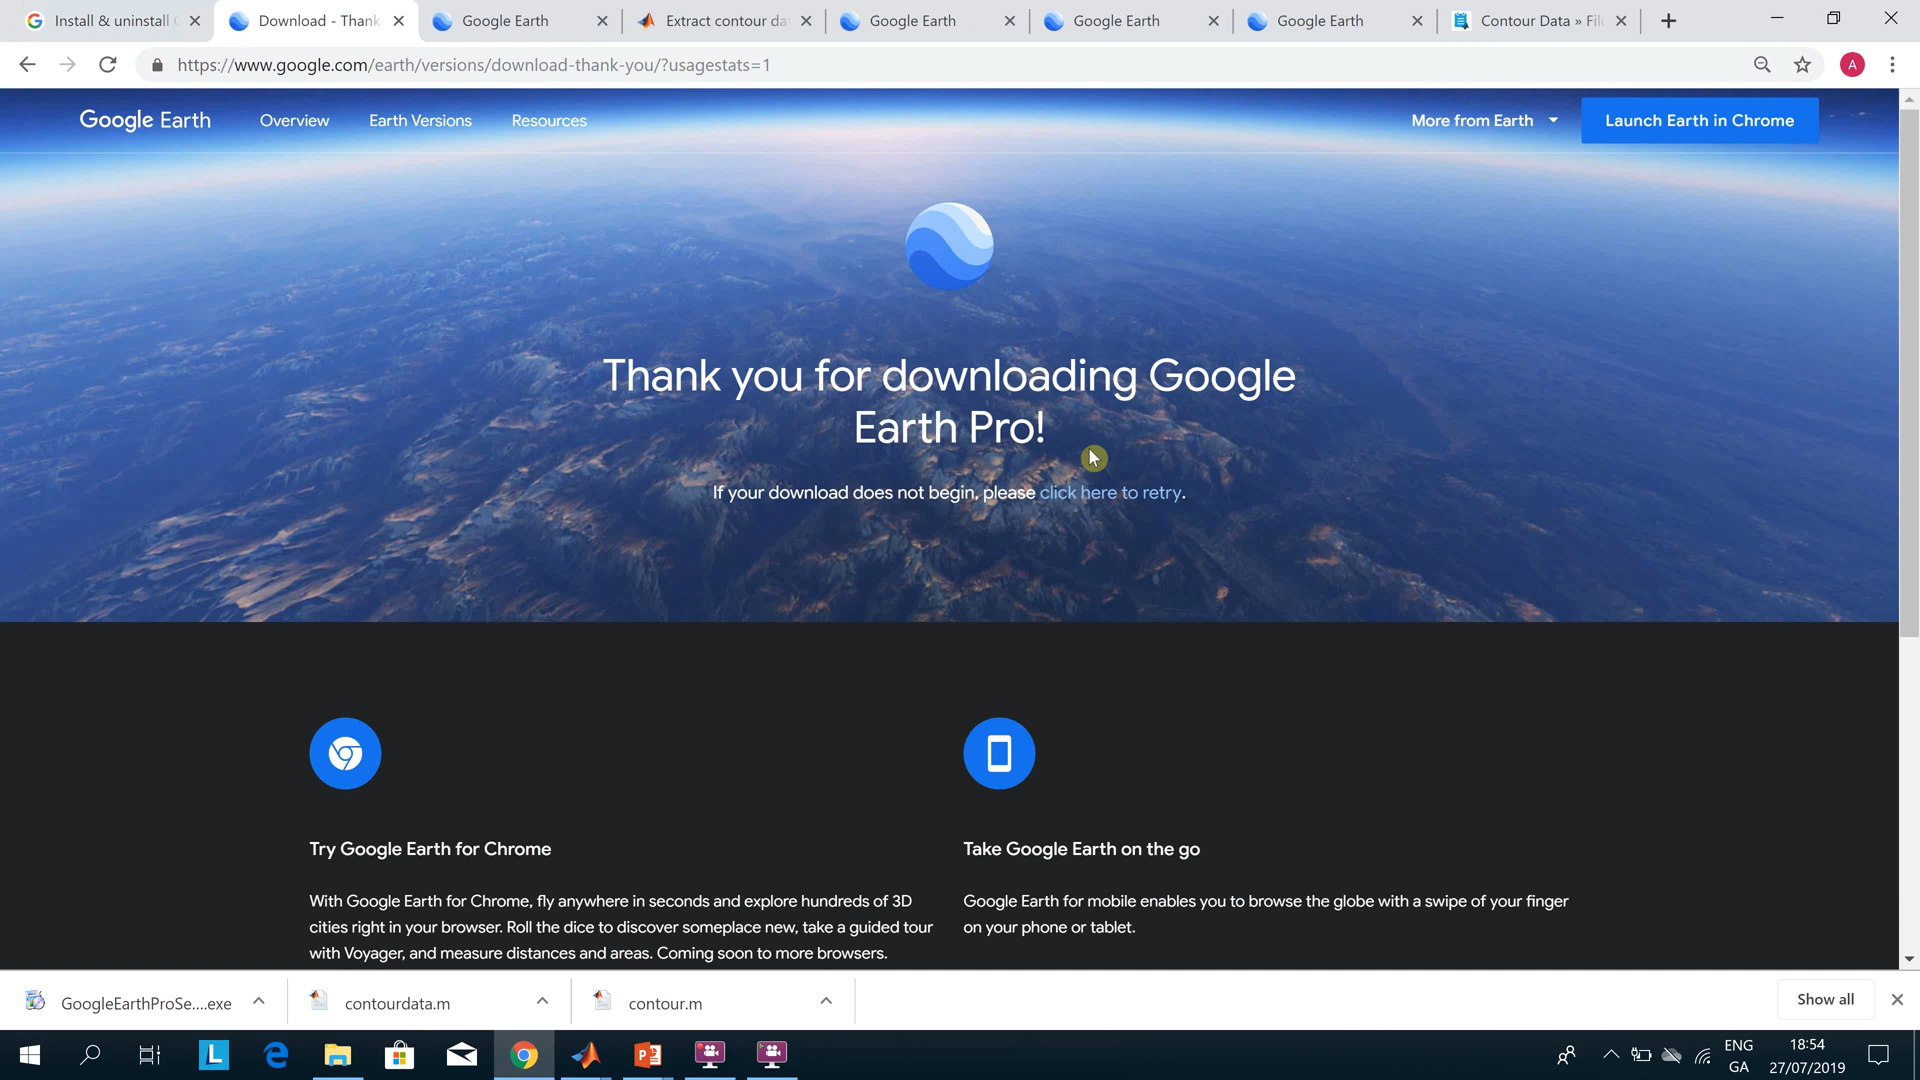 Install & uninstall
Download - Thank
Google Earth
Extract contour da
Google Earth
Google Earth
Google Earth
Contour Data » Fil
https://www.google.com/earth/versions/download-thank-you/?usagestats=1
A
Google Earth
Overview
Earth Versions
Resources
More from Earth
Launch Earth in Chrome
Thank you for downloading Google
Earth Pro!
If your download does not begin, please click here to retry.
Try Google Earth for Chrome
Take Google Earth on the go
With Google Earth for Chrome, fly anywhere in seconds and explore hundreds of 3D
cities right in your browser. Roll the dice to discover someplace new, take a guided tour
with Voyager, and measure distances and areas. Coming soon to more browsers.
Google Earth for mobile enables you to browse the globe with a swipe of your finger
on your phone or tablet.
GoogleEarthProSe....exe
contourdata.m
contour.m
Show all
L
ENG
GA
18:54
27/07/2019